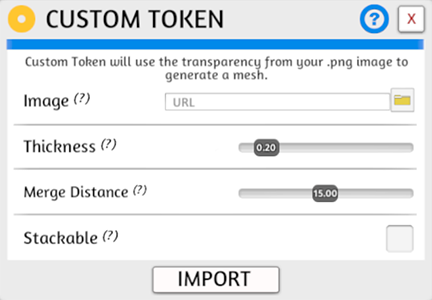 CUSTOM TOKEN
?
X
Custom Token will use the transparency from your .png image to
generate a mesh.
Image (?)
URL
Thickness (?)
0.20
Merge Distance (?)
15.00
Stackable (?)
IMPORT